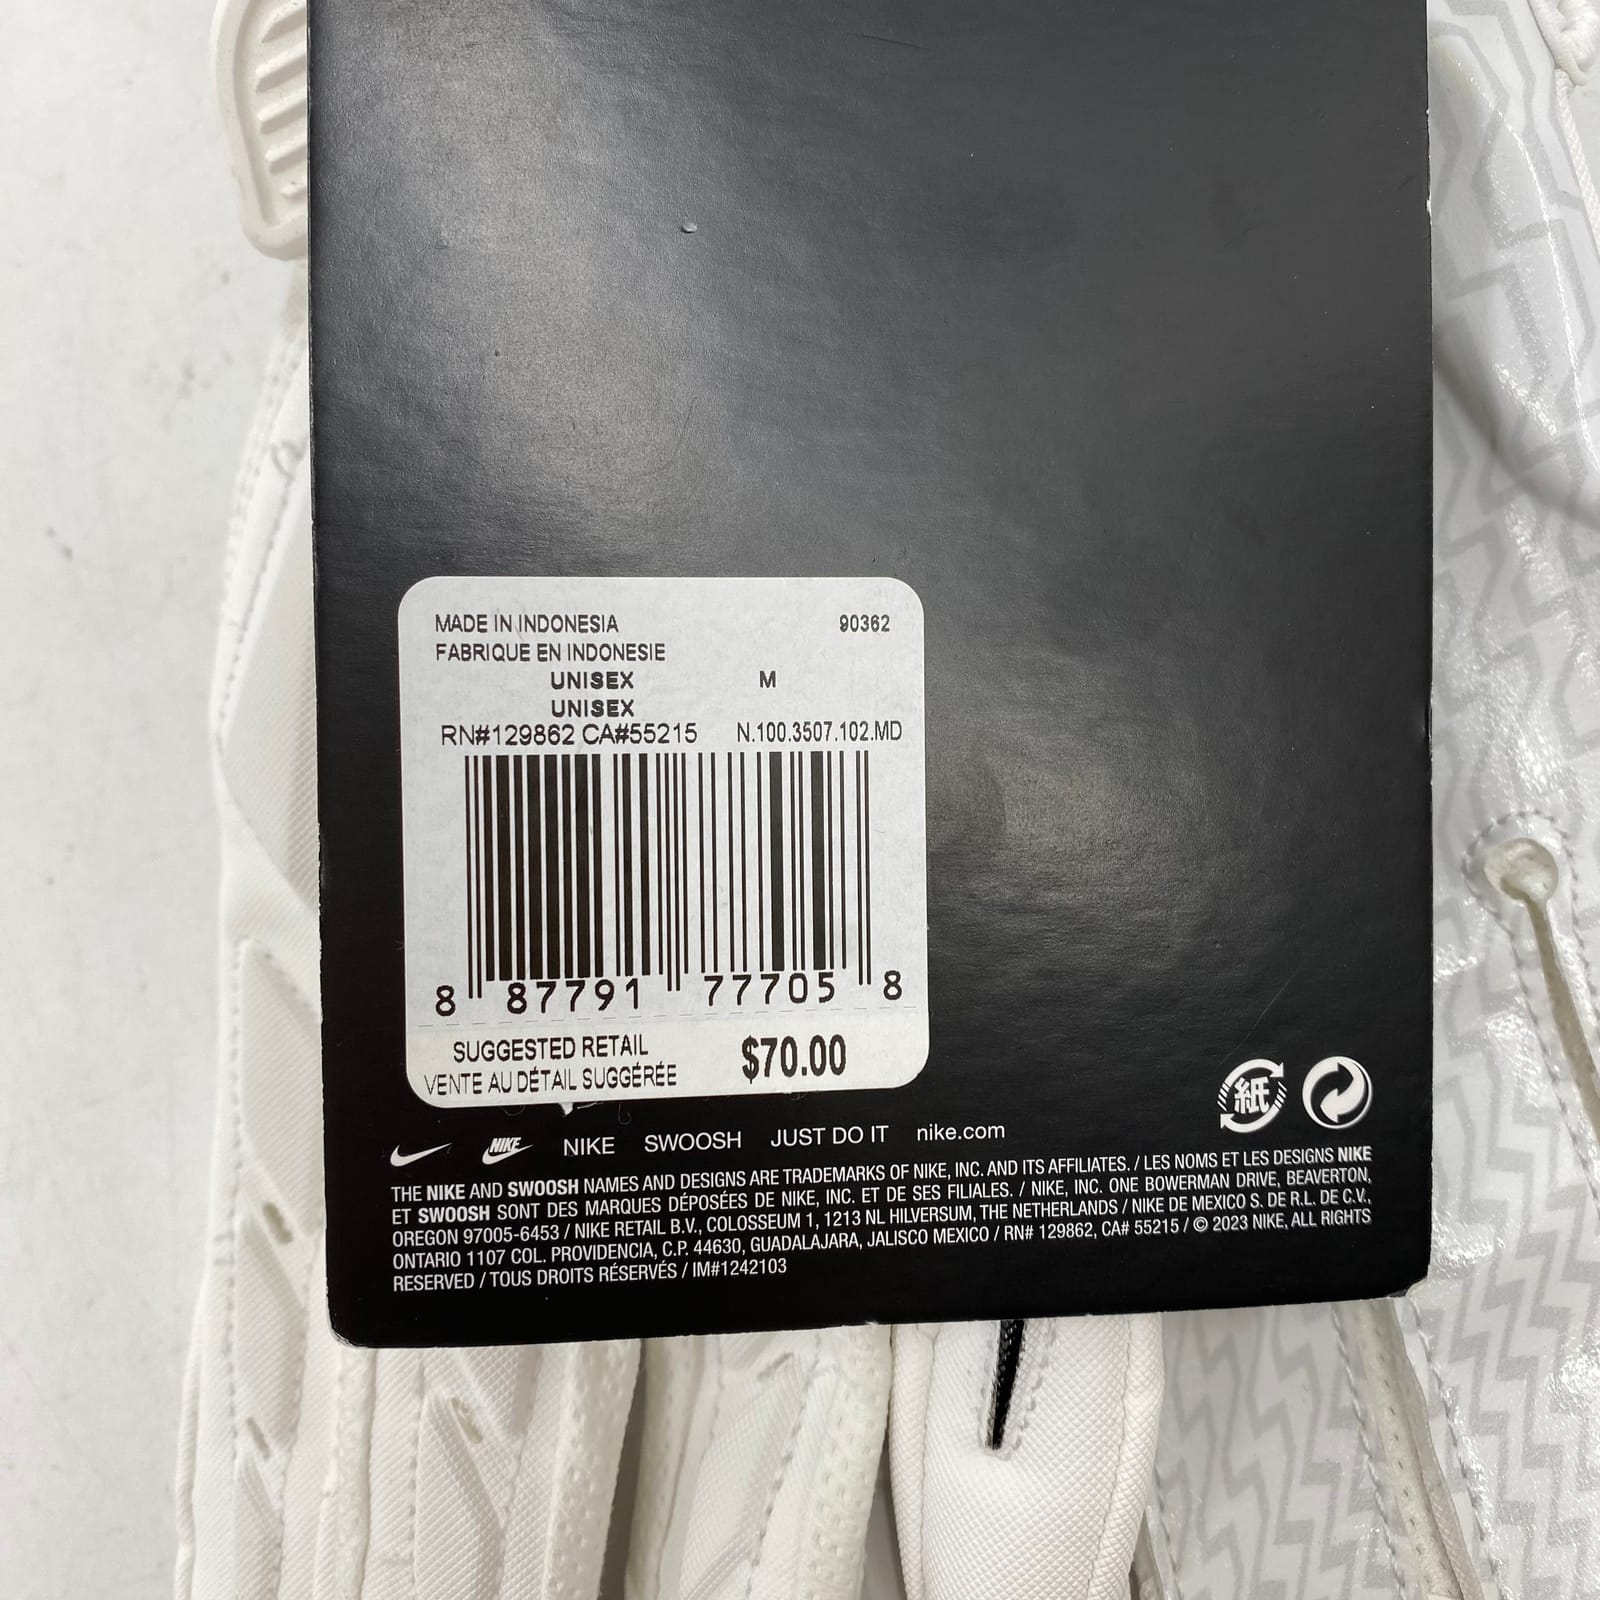 MADE IN INDONESIA 90362
FABRIQUE EN INDONESIE
UNISEX M
UNISEX
RN#129862 CA#55215 N.100.3507.102.MD
8 87791 77705 8
SUGGESTED RETAIL $70.00
VENTE AU DÉTAIL SUGGÉRÉE
紙
NIKE NIKE SWOOSH JUST DO IT nike.com
THE NIKE AND SWOOSH NAMES AND DESIGNS ARE TRADEMARKS OF NIKE, INC. AND ITS AFFILIATES. / LES NOMS ET LES DESIGNS NIKE
ET SWOOSH SONT DES MARQUES DÉPOSÉES DE NIKE, INC. ET DE SES FILIALES. / NIKE, INC. ONE BOWERMAN DRIVE, BEAVERTON,
OREGON 97005-6453 / NIKE RETAIL B.V., COLOSSEUM 1, 1213 NL HILVERSUM, THE NETHERLANDS / NIKE DE MEXICO S. DE R.L. DE C.V.,
ONTARIO 1107 COL. PROVIDENCIA, C.P. 44630, GUADALAJARA, JALISCO MEXICO / RN# 129862, CA# 55215 / © 2023 NIKE, ALL RIGHTS
RESERVED / TOUS DROITS RÉSERVÉS / IM#1242103